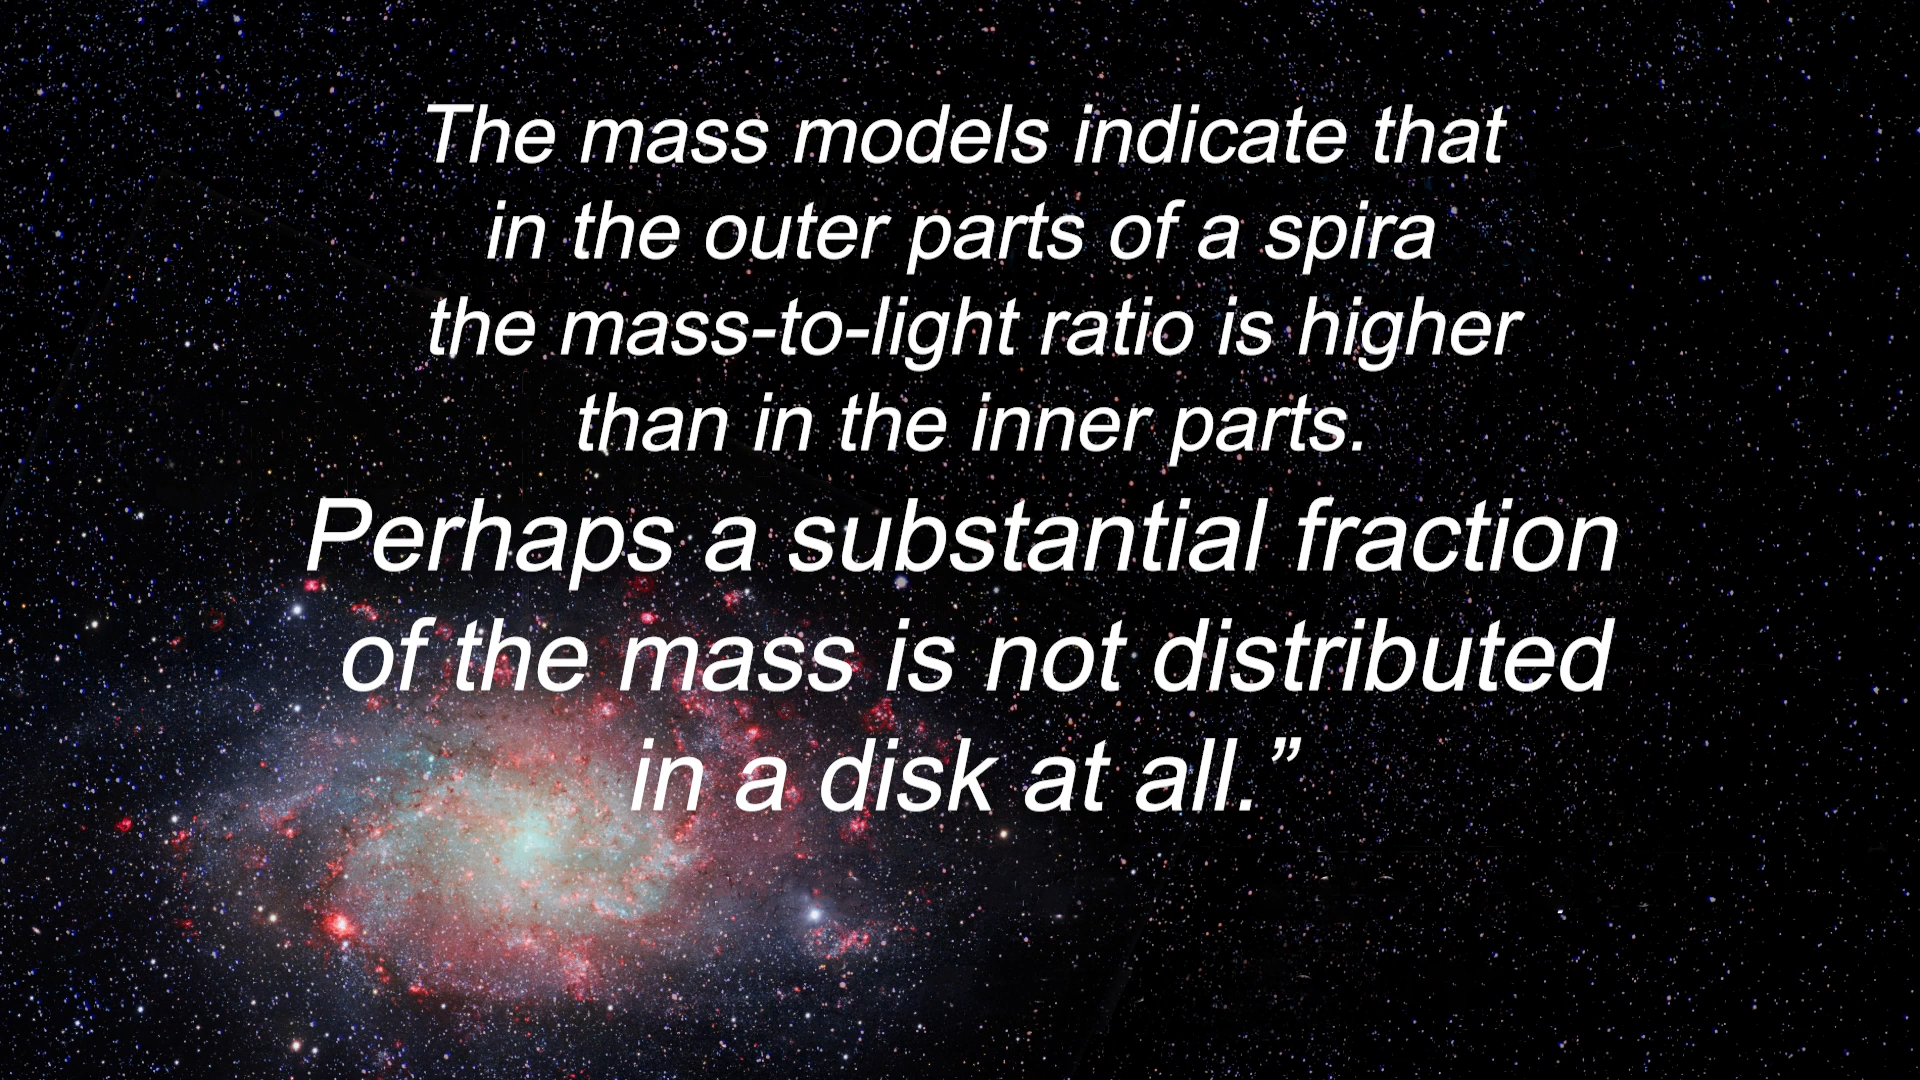 The mass models indicate that
in the outer parts of a spira
the mass-to-light ratio is higher
than in the inner parts.
Perhaps a substantial fraction
of the mass is not distributed
in a disk at all.”